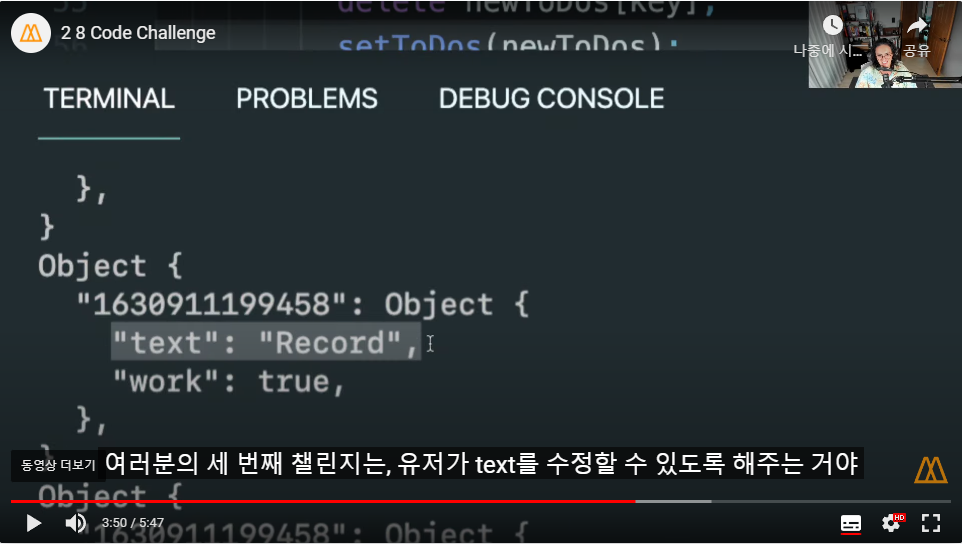 delete newToDos[key];
2 8 Code Challenge
setToDos(newToDos);
나중에 시...
공유
TERMINAL PROBLEMS DEBUG CONSOLE
},
}
Object {
"1630911199458": Object {
"text": "Record",
"work": true,
},
}
동영상 더보기
여러분의 세 번째 챌린지는, 유저가 text를 수정할 수 있도록 해주는 거야
Object {
3:50 / 5:47
HD
"1630911199458": Object {